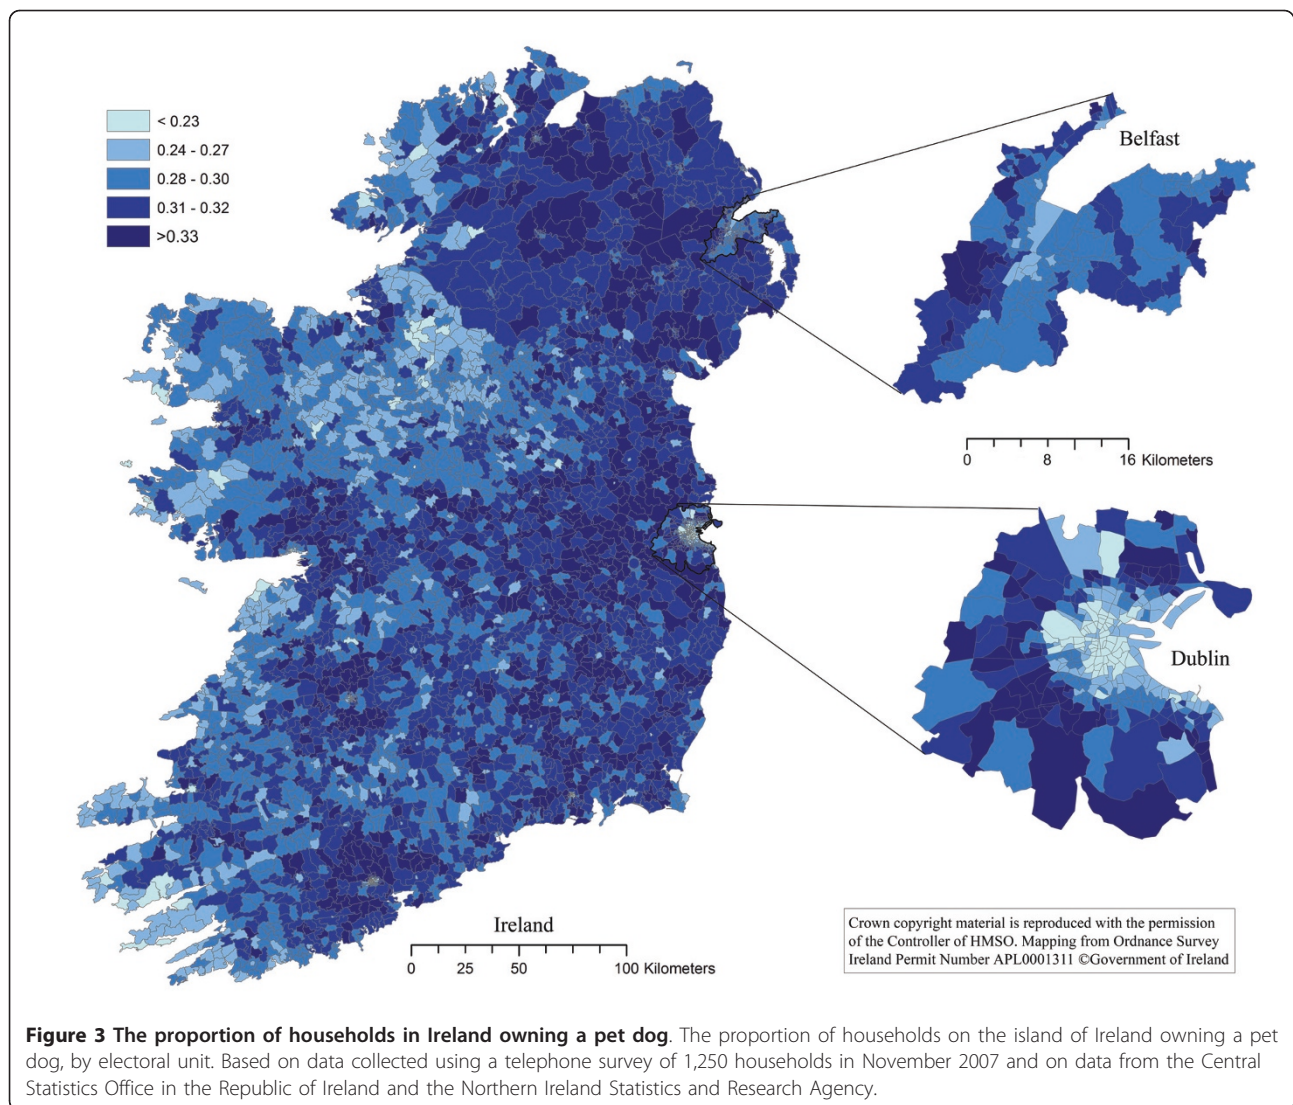 < 0.23
0.24 - 0.27
0.28 - 0.30
0.31 - 0.32
>0.33
Belfast
0 8 16 Kilometers
Dublin
Ireland
0 25 50 100 Kilometers
Crown copyright material is reproduced with the permission
of the Controller of HMSO. Mapping from Ordnance Survey
Ireland Permit Number APL0001311 ©Government of Ireland
Figure 3 The proportion of households in Ireland owning a pet dog. The proportion of households on the island of Ireland owning a pet
dog, by electoral unit. Based on data collected using a telephone survey of 1,250 households in November 2007 and on data from the Central
Statistics Office in the Republic of Ireland and the Northern Ireland Statistics and Research Agency.